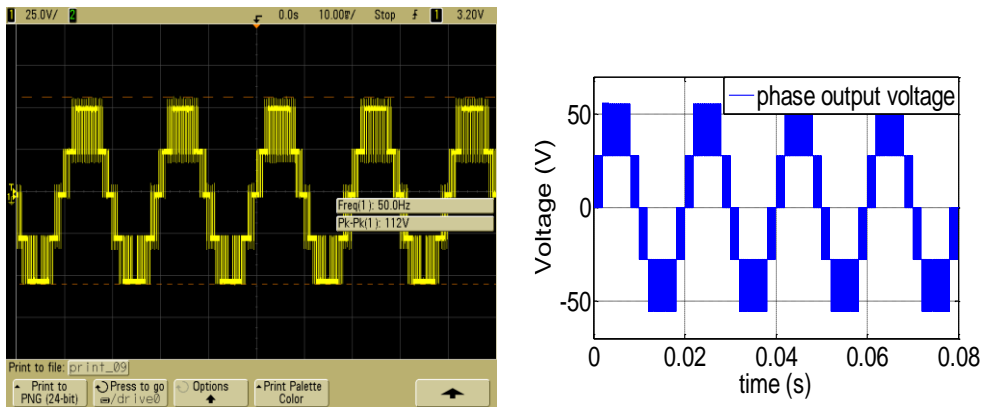 1 25.0V/ 2 0.0s 10.00m/ Stop 1 3.20V
Freq(1): 50.0Hz
Pk-Pk(1): 112V
Print to file: print_09
Print to
PNG (24-bit)
Press to go
/drive0
Options
Print Palette
Color
phase output voltage
50
0
-50
Voltage (V)
0 0.02 0.04 0.06 0.08
time (s)